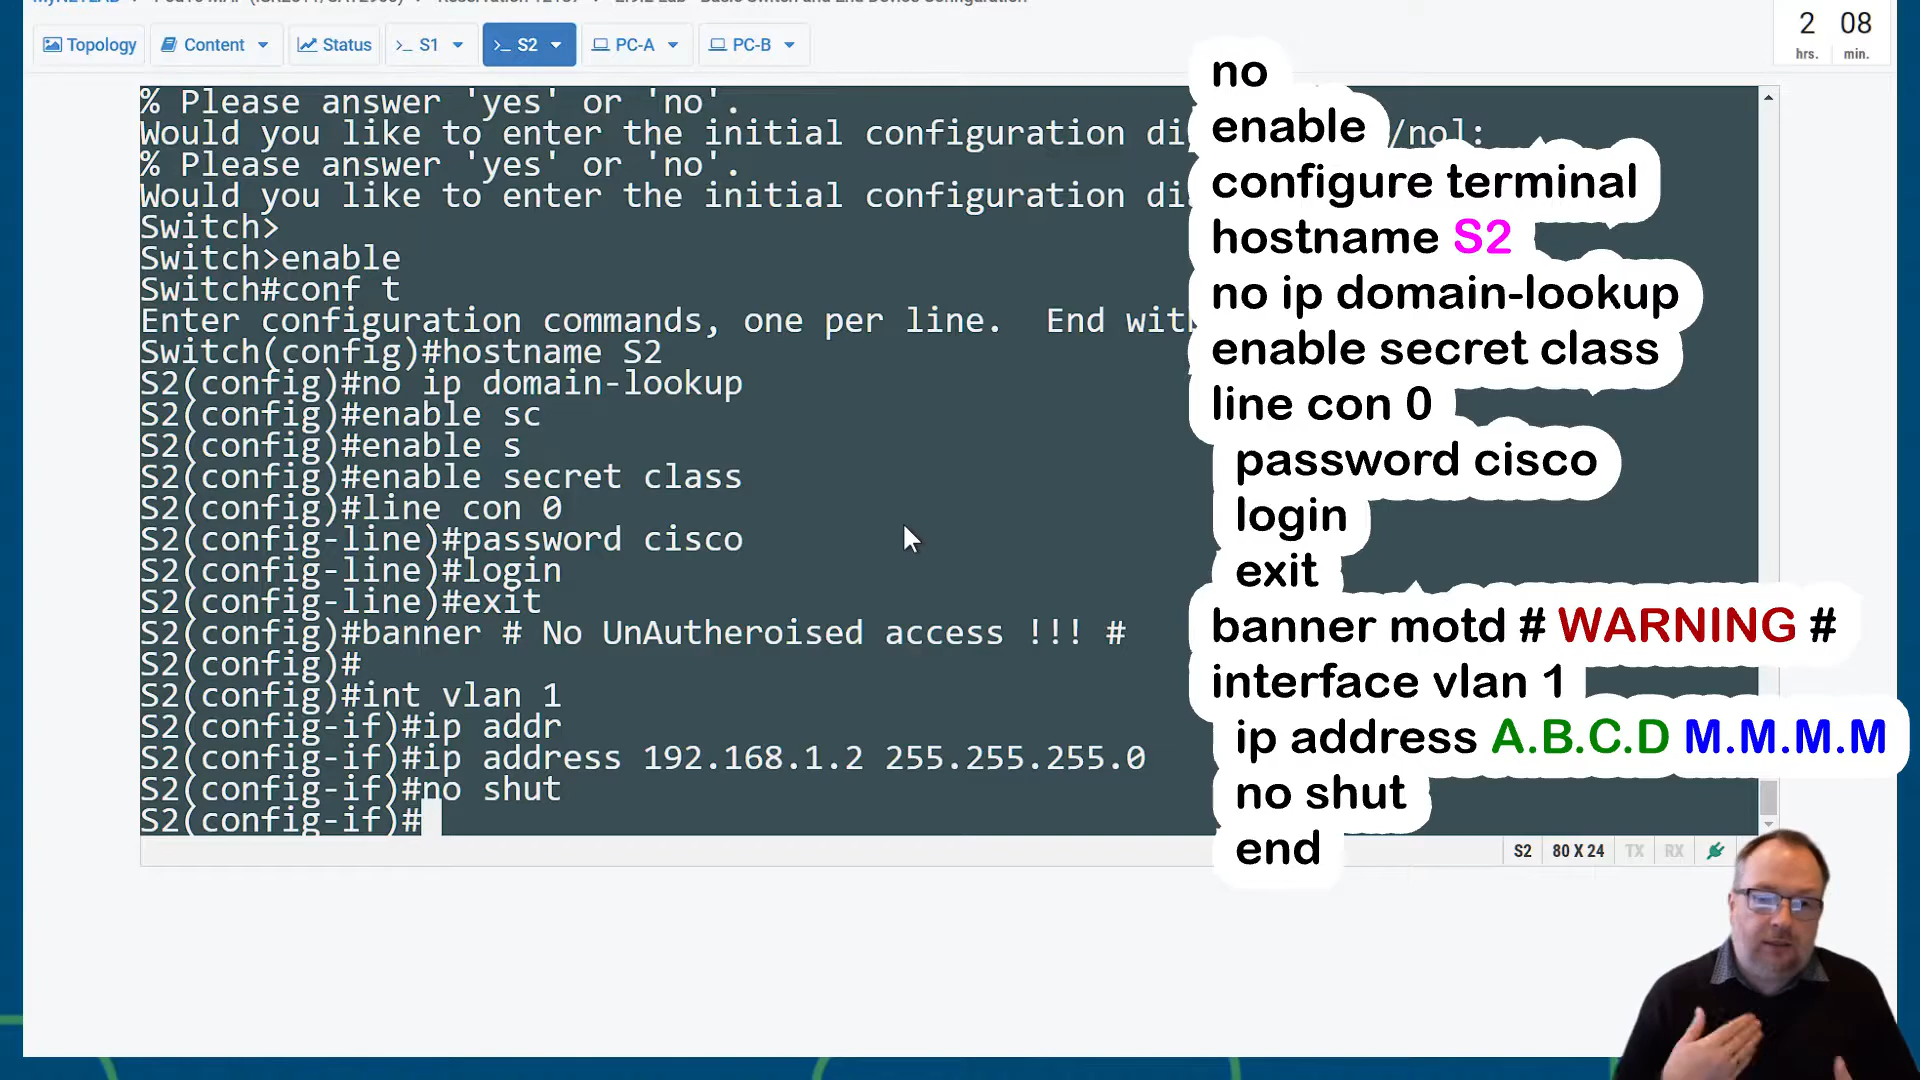 Topology
Content
Status
S1
S2
PC-A
PC-B
2 08
hrs. min.
% Please answer 'yes' or 'no'.
Would you like to enter the initial configuration di /no]:
% Please answer 'yes' or 'no'.
Would you like to enter the initial configuration di
Switch>
Switch>enable
Switch#conf t
Enter configuration commands, one per line. End with
Switch(config)#hostname S2
S2(config)#no ip domain-lookup
S2(config)#enable sc
S2(config)#enable s
S2(config)#enable secret class
S2(config)#line con 0
S2(config-line)#password cisco
S2(config-line)#login
S2(config-line)#exit
S2(config)#banner # No UnAutheroised access !!! #
S2(config)#
S2(config)#int vlan 1
S2(config-if)#ip addr
S2(config-if)#ip address 192.168.1.2 255.255.255.0
S2(config-if)#no shut
S2(config-if)#
S2 80 X 24 TX RX
no
enable
configure terminal
hostname S2
no ip domain-lookup
enable secret class
line con 0
password cisco
login
exit
banner motd # WARNING #
interface vlan 1
ip address A.B.C.D M.M.M.M
no shut
end